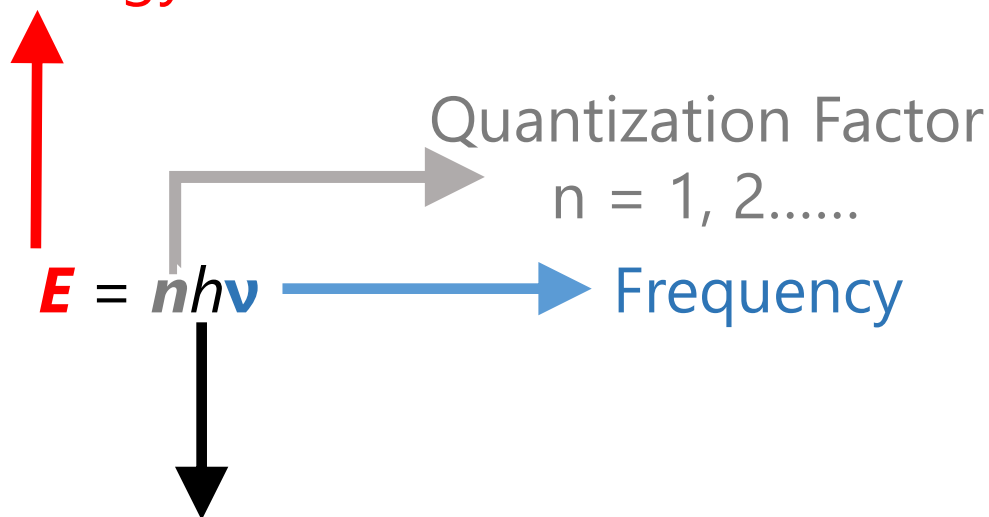 Quantization Factor
n = 1, 2......
E = nhν
Frequency